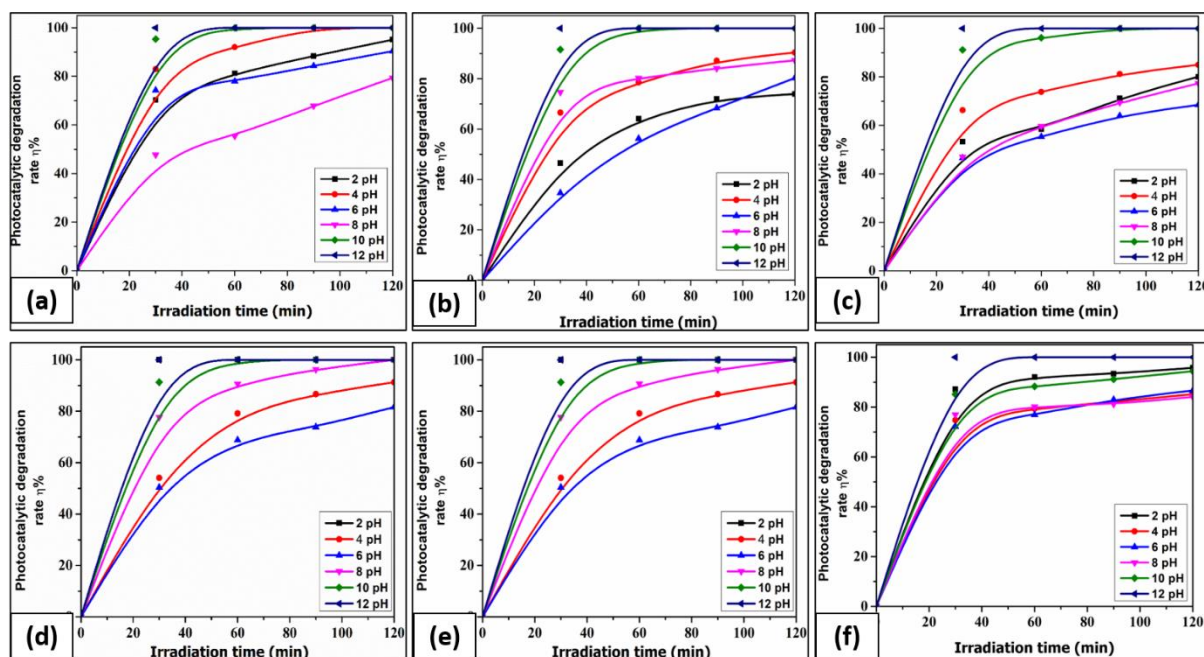 Photocatalytic degradation
rate η%
100
80
60
40
20
0
0 20 40 60 80 100 120
Irradiation time (min)
2 pH
4 pH
6 pH
8 pH
10 pH
12 pH
(a)
Photocatalytic degradation
rate η%
100
80
60
40
20
0
0 20 40 60 80 100 120
Irradiation time (min)
2 pH
4 pH
6 pH
8 pH
10 pH
12 pH
(b)
Photocatalytic degradation
rate η%
100
80
60
40
20
0
0 20 40 60 80 100 120
Irradiation time (min)
2 pH
4 pH
6 pH
8 pH
10 pH
12 pH
(c)
Photocatalytic degradation
rate η%
100
80
60
40
20
0
0 20 40 60 80 100 120
Irradiation time (min)
2 pH
4 pH
6 pH
8 pH
10 pH
12 pH
(d)
Photocatalytic degradation
rate η%
100
80
60
40
20
0
0 20 40 60 80 100 120
Irradiation time (min)
2 pH
4 pH
6 pH
8 pH
10 pH
12 pH
(e)
Photocatalytic degradation
rate η%
100
80
60
40
20
0
0 20 40 60 80 100 120
Irradiation time (min)
2 pH
4 pH
6 pH
8 pH
10 pH
12 pH
(f)